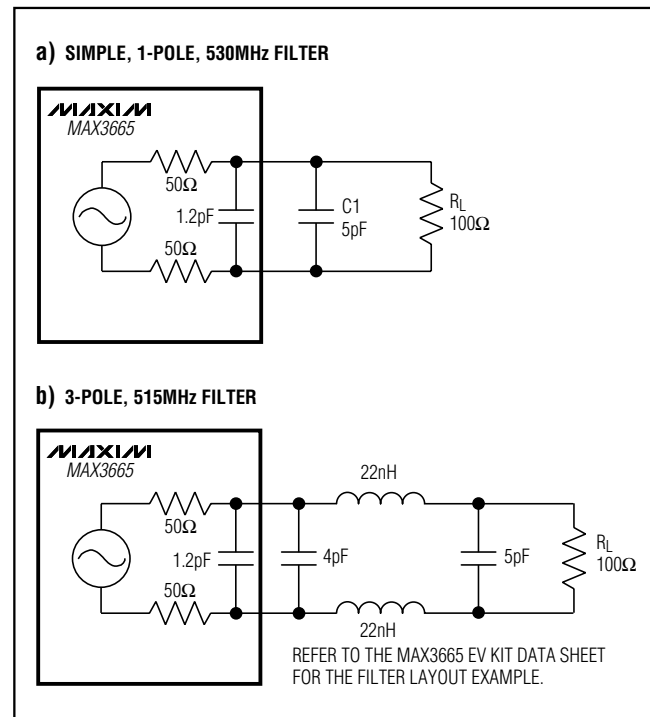 a) SIMPLE, 1-POLE, 530MHz FILTER
MAXIM
MAX3665
50Ω
1.2pF
50Ω
C1
5pF
RL
100Ω
b) 3-POLE, 515MHz FILTER
MAXIM
MAX3665
50Ω
1.2pF
50Ω
4pF
22nH
22nH
5pF
RL
100Ω
REFER TO THE MAX3665 EV KIT DATA SHEET
FOR THE FILTER LAYOUT EXAMPLE.